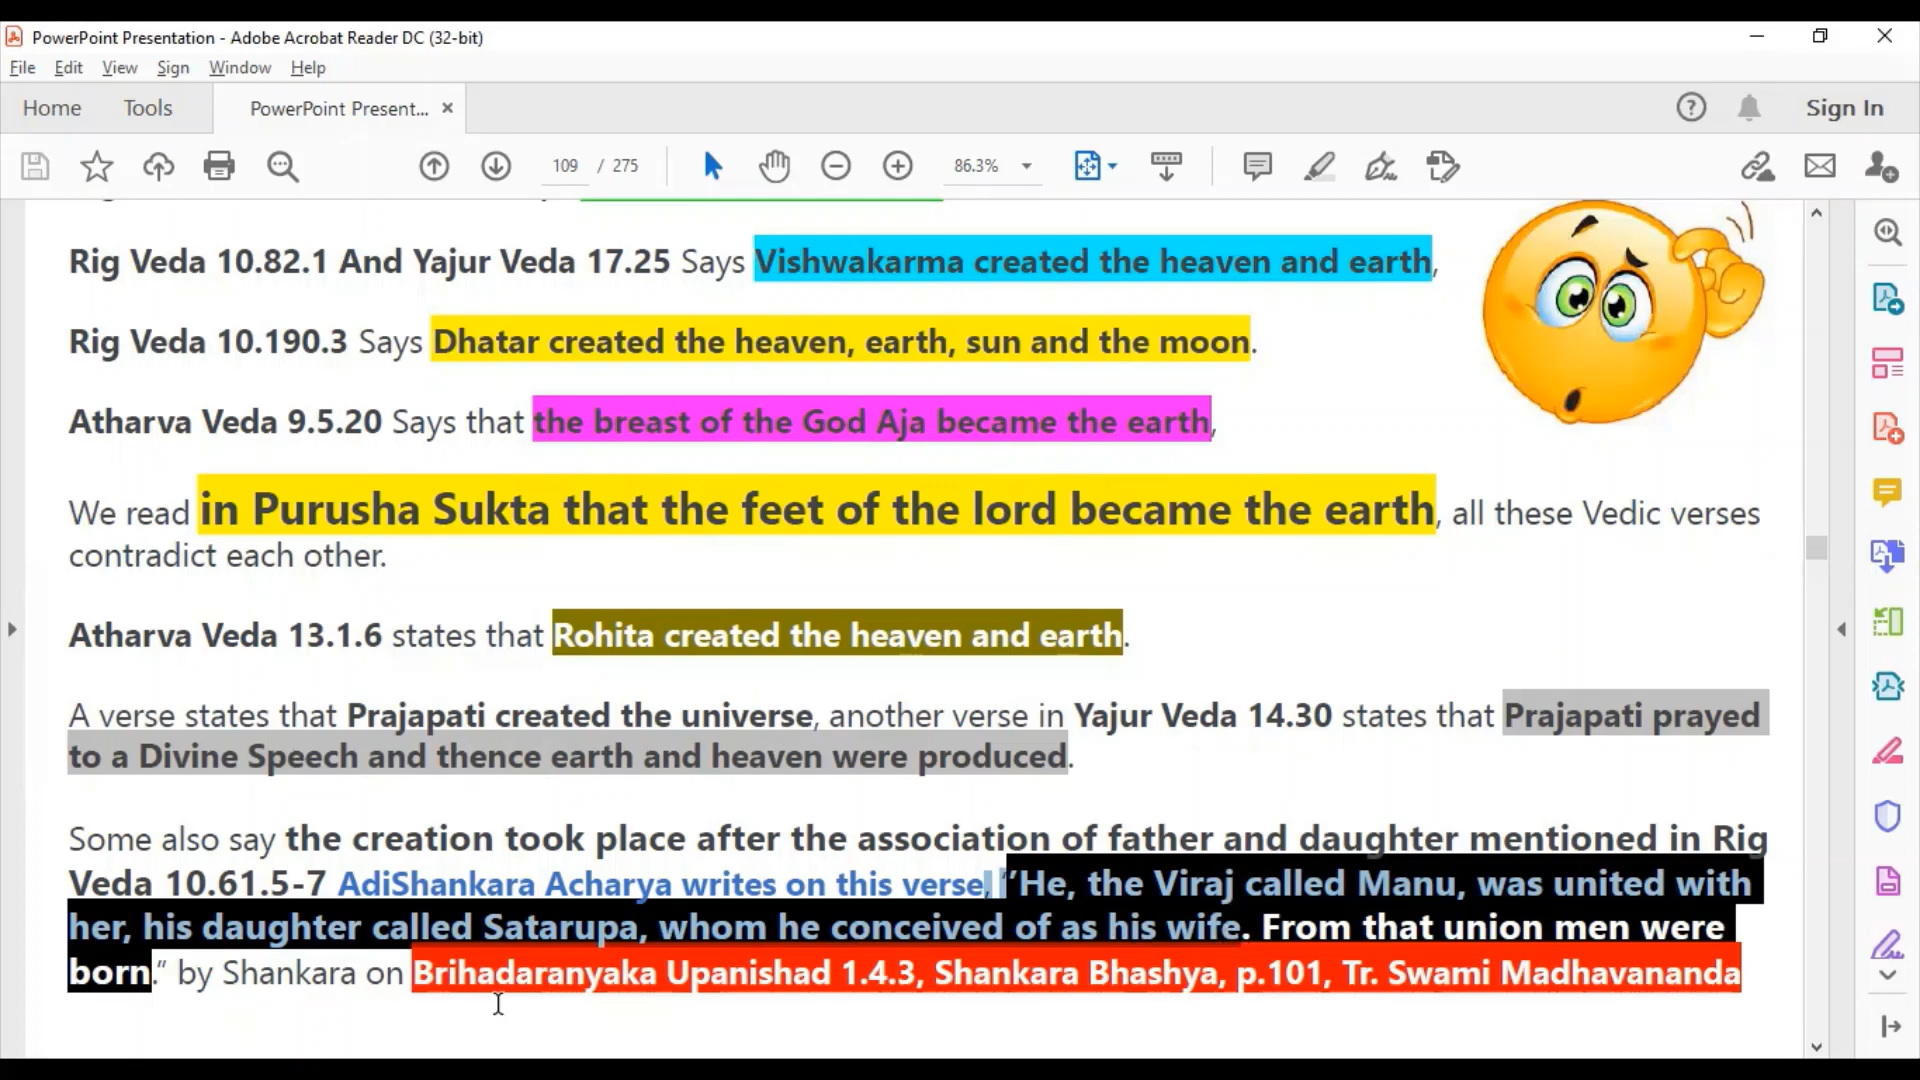 PowerPoint Presentation - Adobe Acrobat Reader DC (32-bit)
File Edit View Sign Window Help
Home Tools PowerPoint Present... × Sign In
109 / 275 86.3%
Rig Veda 10.82.1 And Yajur Veda 17.25 Says Vishwakarma created the heaven and earth,
Rig Veda 10.190.3 Says Dhatar created the heaven, earth, sun and the moon.
Atharva Veda 9.5.20 Says that the breast of the God Aja became the earth,
We read in Purusha Sukta that the feet of the lord became the earth, all these Vedic verses
contradict each other.
Atharva Veda 13.1.6 states that Rohita created the heaven and earth.
A verse states that Prajapati created the universe, another verse in Yajur Veda 14.30 states that Prajapati prayed
to a Divine Speech and thence earth and heaven were produced.
Some also say the creation took place after the association of father and daughter mentioned in Rig
Veda 10.61.5-7 AdiShankara Acharya writes on this verse, "’He, the Viraj called Manu, was united with
her, his daughter called Satarupa, whom he conceived of as his wife. From that union men were
born.” by Shankara on Brihadaranyaka Upanishad 1.4.3, Shankara Bhashya, p.101, Tr. Swami Madhavananda